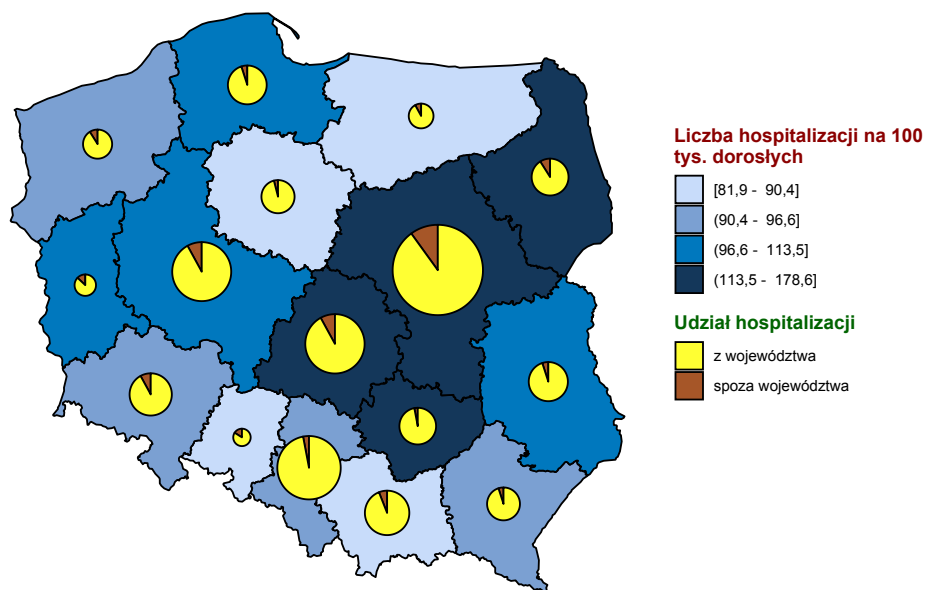 Liczba hospitalizacji na 100
tys. dorosłych
[81,9 - 90,4]
(90,4 - 96,6]
(96,6 - 113,5]
(113,5 - 178,6]
Udział hospitalizacji
z województwa
spoza województwa